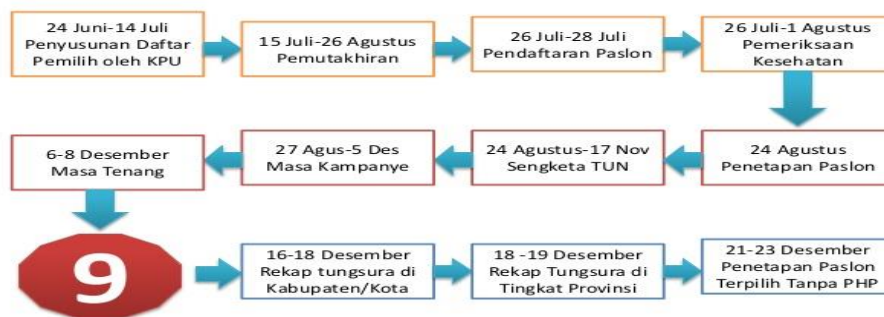 24 Juni-14 Juli
Penyusunan Daftar
Pemilih oleh KPU
15 Juli-26 Agustus
Pemutakhiran
26 Juli-28 Juli
Pendaftaran Paslon
26 Juli-1 Agustus
Pemeriksaan
Kesehatan
24 Agustus
Penetapan Paslon
24 Agustus-17 Nov
Sengketa TUN
27 Agus-5 Des
Masa Kampanye
6-8 Desember
Masa Tenang
9
16-18 Desember
Rekap tungsura di
Kabupaten/Kota
18 -19 Desember
Rekap Tungsura di
Tingkat Provinsi
21-23 Desember
Penetapan Paslon
Terpilih Tanpa PHP